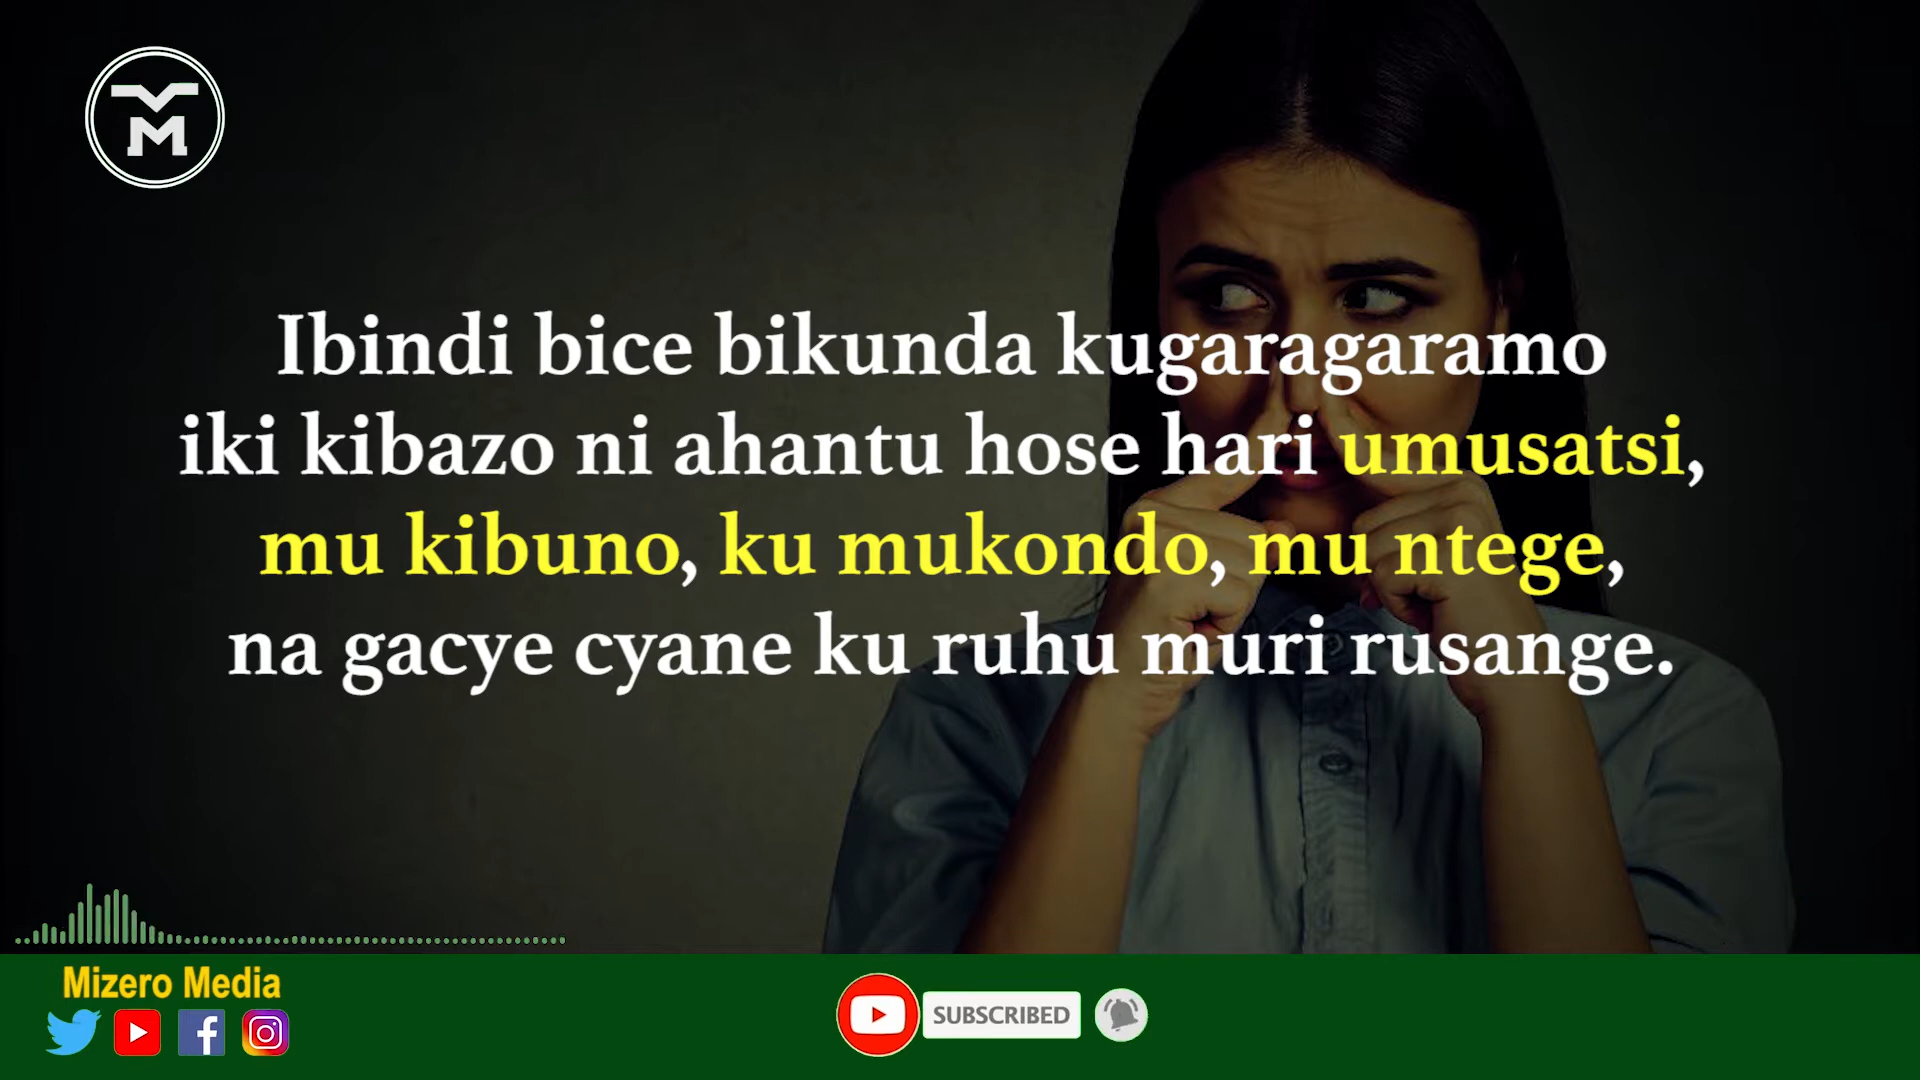 Ibindi bice bikunda kugaragaramo
iki kibazo ni ahantu hose hari umusatsi,
mu kibuno, ku mukondo, mu ntege,
na gacye cyane ku ruhu muri rusange.
Mizero Media
SUBSCRIBED